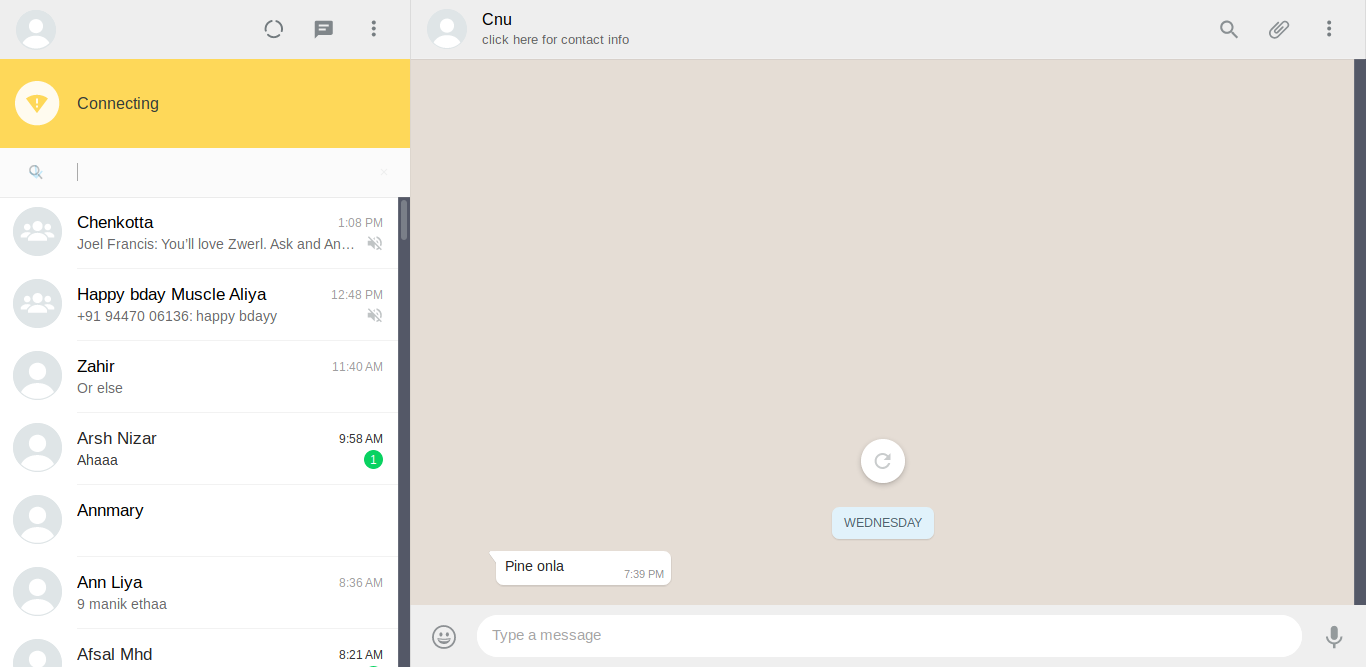 Connecting
Chenkotta
1:08 PM
Joel Francis: You'll love Zwerl. Ask and An…
Happy bday Muscle Aliya
12:48 PM
+91 94470 06136: happy bdayy
Zahir
11:40 AM
Or else
Arsh Nizar
9:58 AM
Ahaaa
1
Annmary
Ann Liya
8:36 AM
9 manik ethaa
Afsal Mhd
8:21 AM
Cnu
click here for contact info
WEDNESDAY
Pine onla
7:39 PM
Type a message